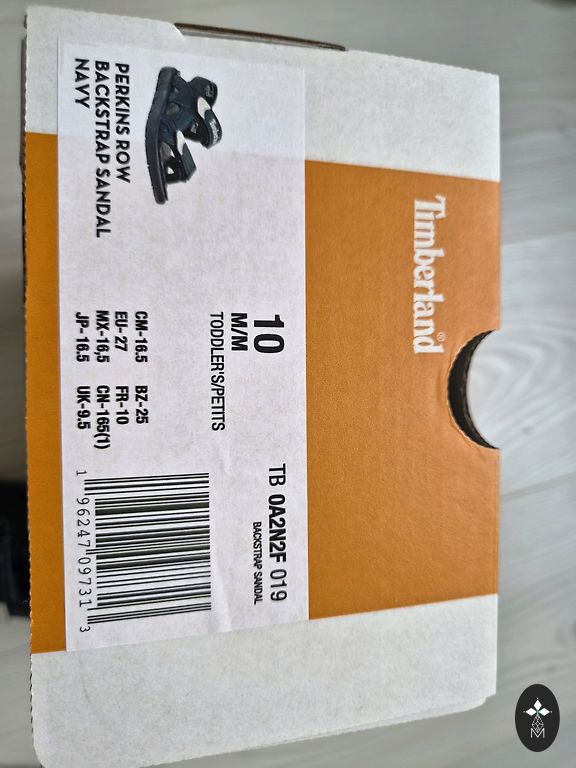 Timberland®
TB 0A2N2F 019
BACKSTRAP SANDAL
10
M/M
TODDLER'S/PETITS
CM-16.5 BZ-25
EU-27 FR-10
MX-16,5 CN-165(1)
JP-16.5 UK-9.5
PERKINS ROW
BACKSTRAP SANDAL
NAVY
1 96247 09731 3